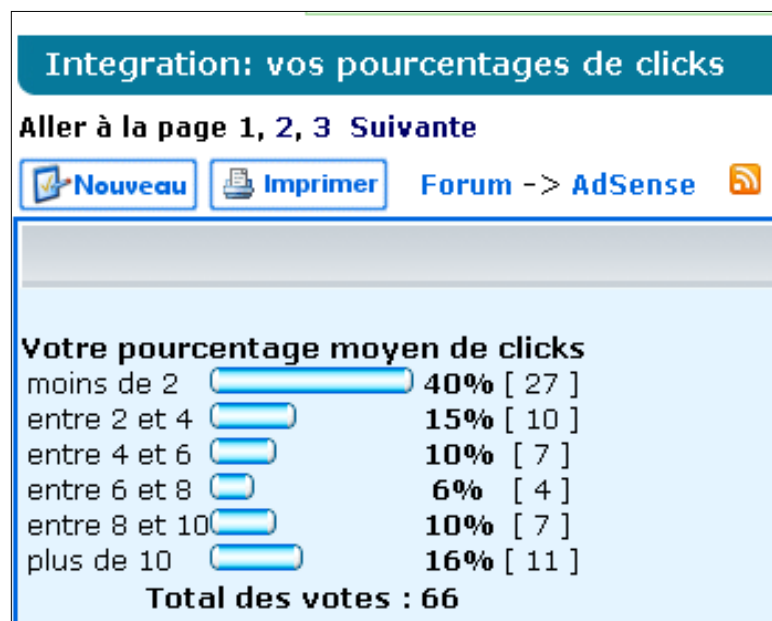 Integration: vos pourcentages de clicks
Aller à la page 1, 2, 3 Suivante
Nouveau Imprimer Forum -> AdSense
Votre pourcentage moyen de clicks
moins de 2 40% [ 27 ]
entre 2 et 4 15% [ 10 ]
entre 4 et 6 10% [ 7 ]
entre 6 et 8 6% [ 4 ]
entre 8 et 10 10% [ 7 ]
plus de 10 16% [ 11 ]
Total des votes : 66